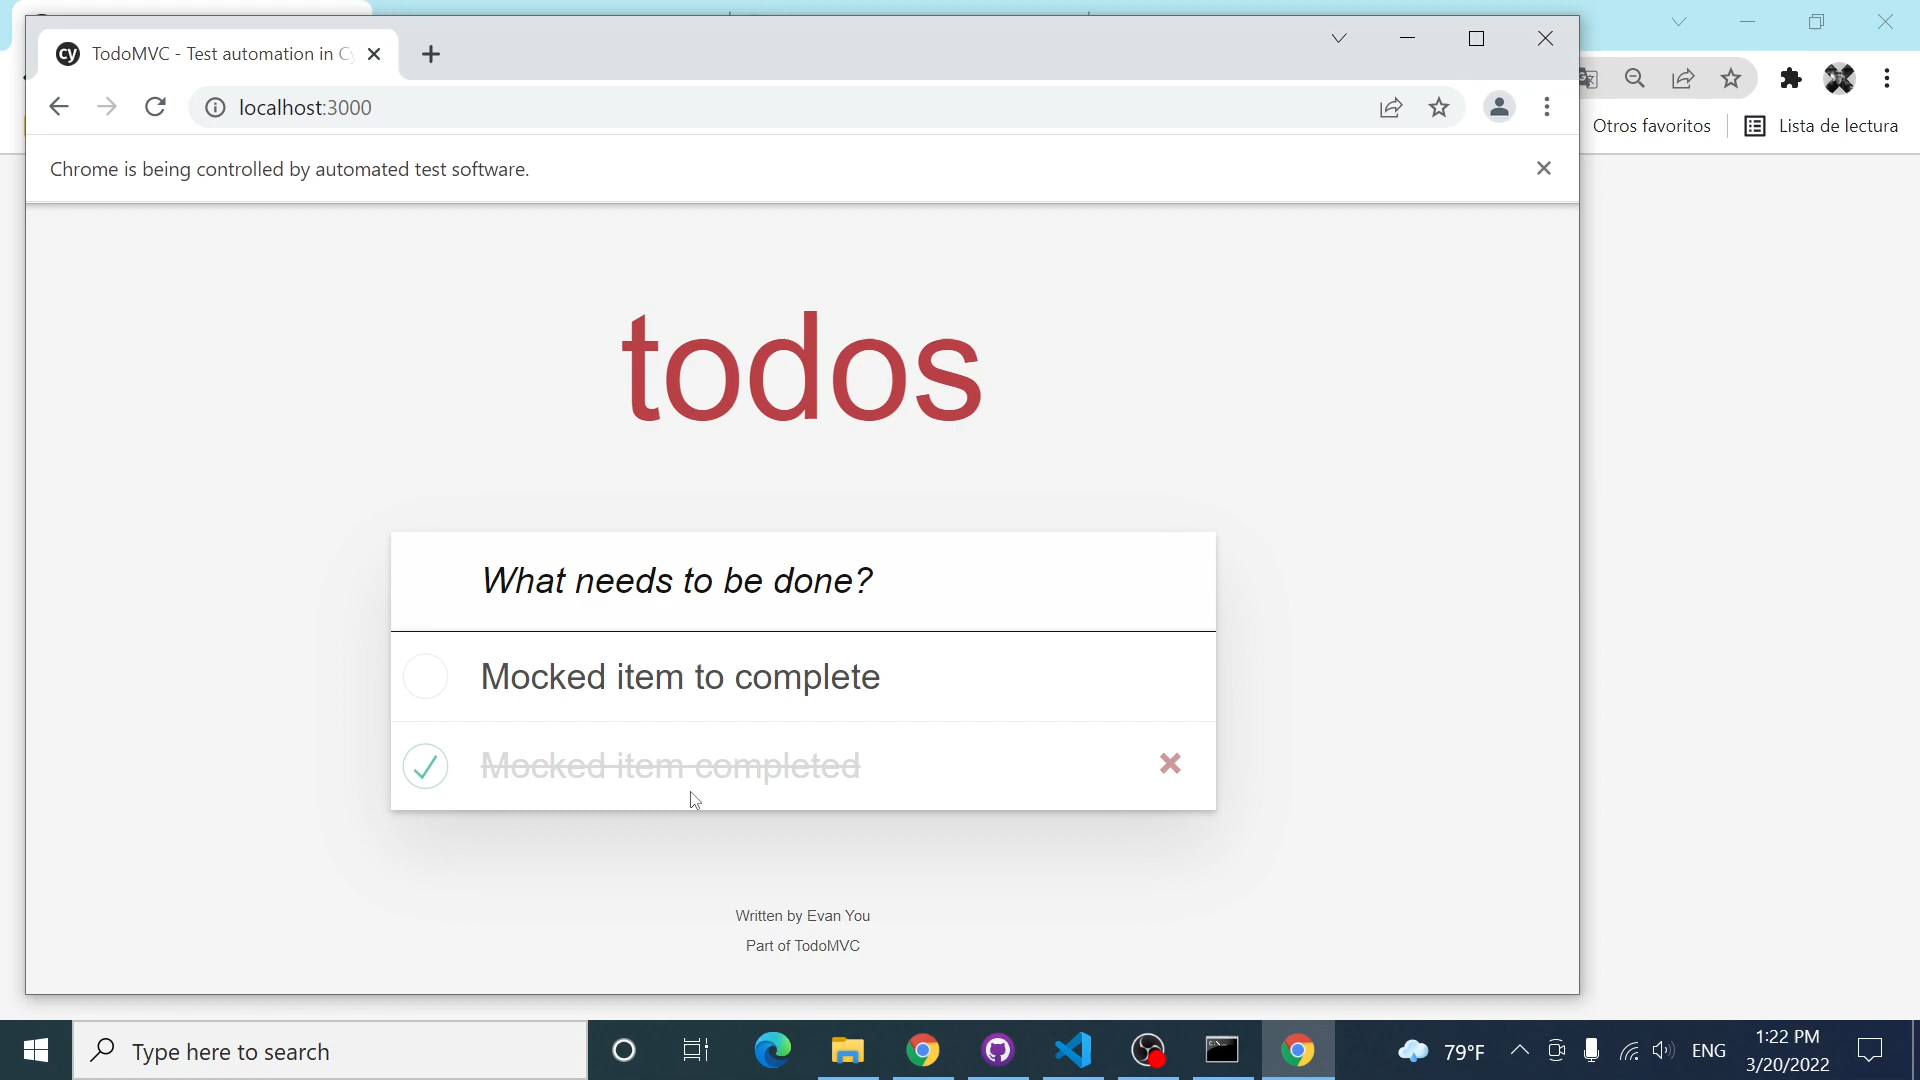 cy TodoMVC - Test automation in Cy
localhost:3000
Otros favoritos
Lista de lectura
Chrome is being controlled by automated test software.
todos
What needs to be done?
Mocked item to complete
Mocked item completed
Written by Evan You
Part of TodoMVC
Type here to search
79°F
ENG
1:22 PM
3/20/2022